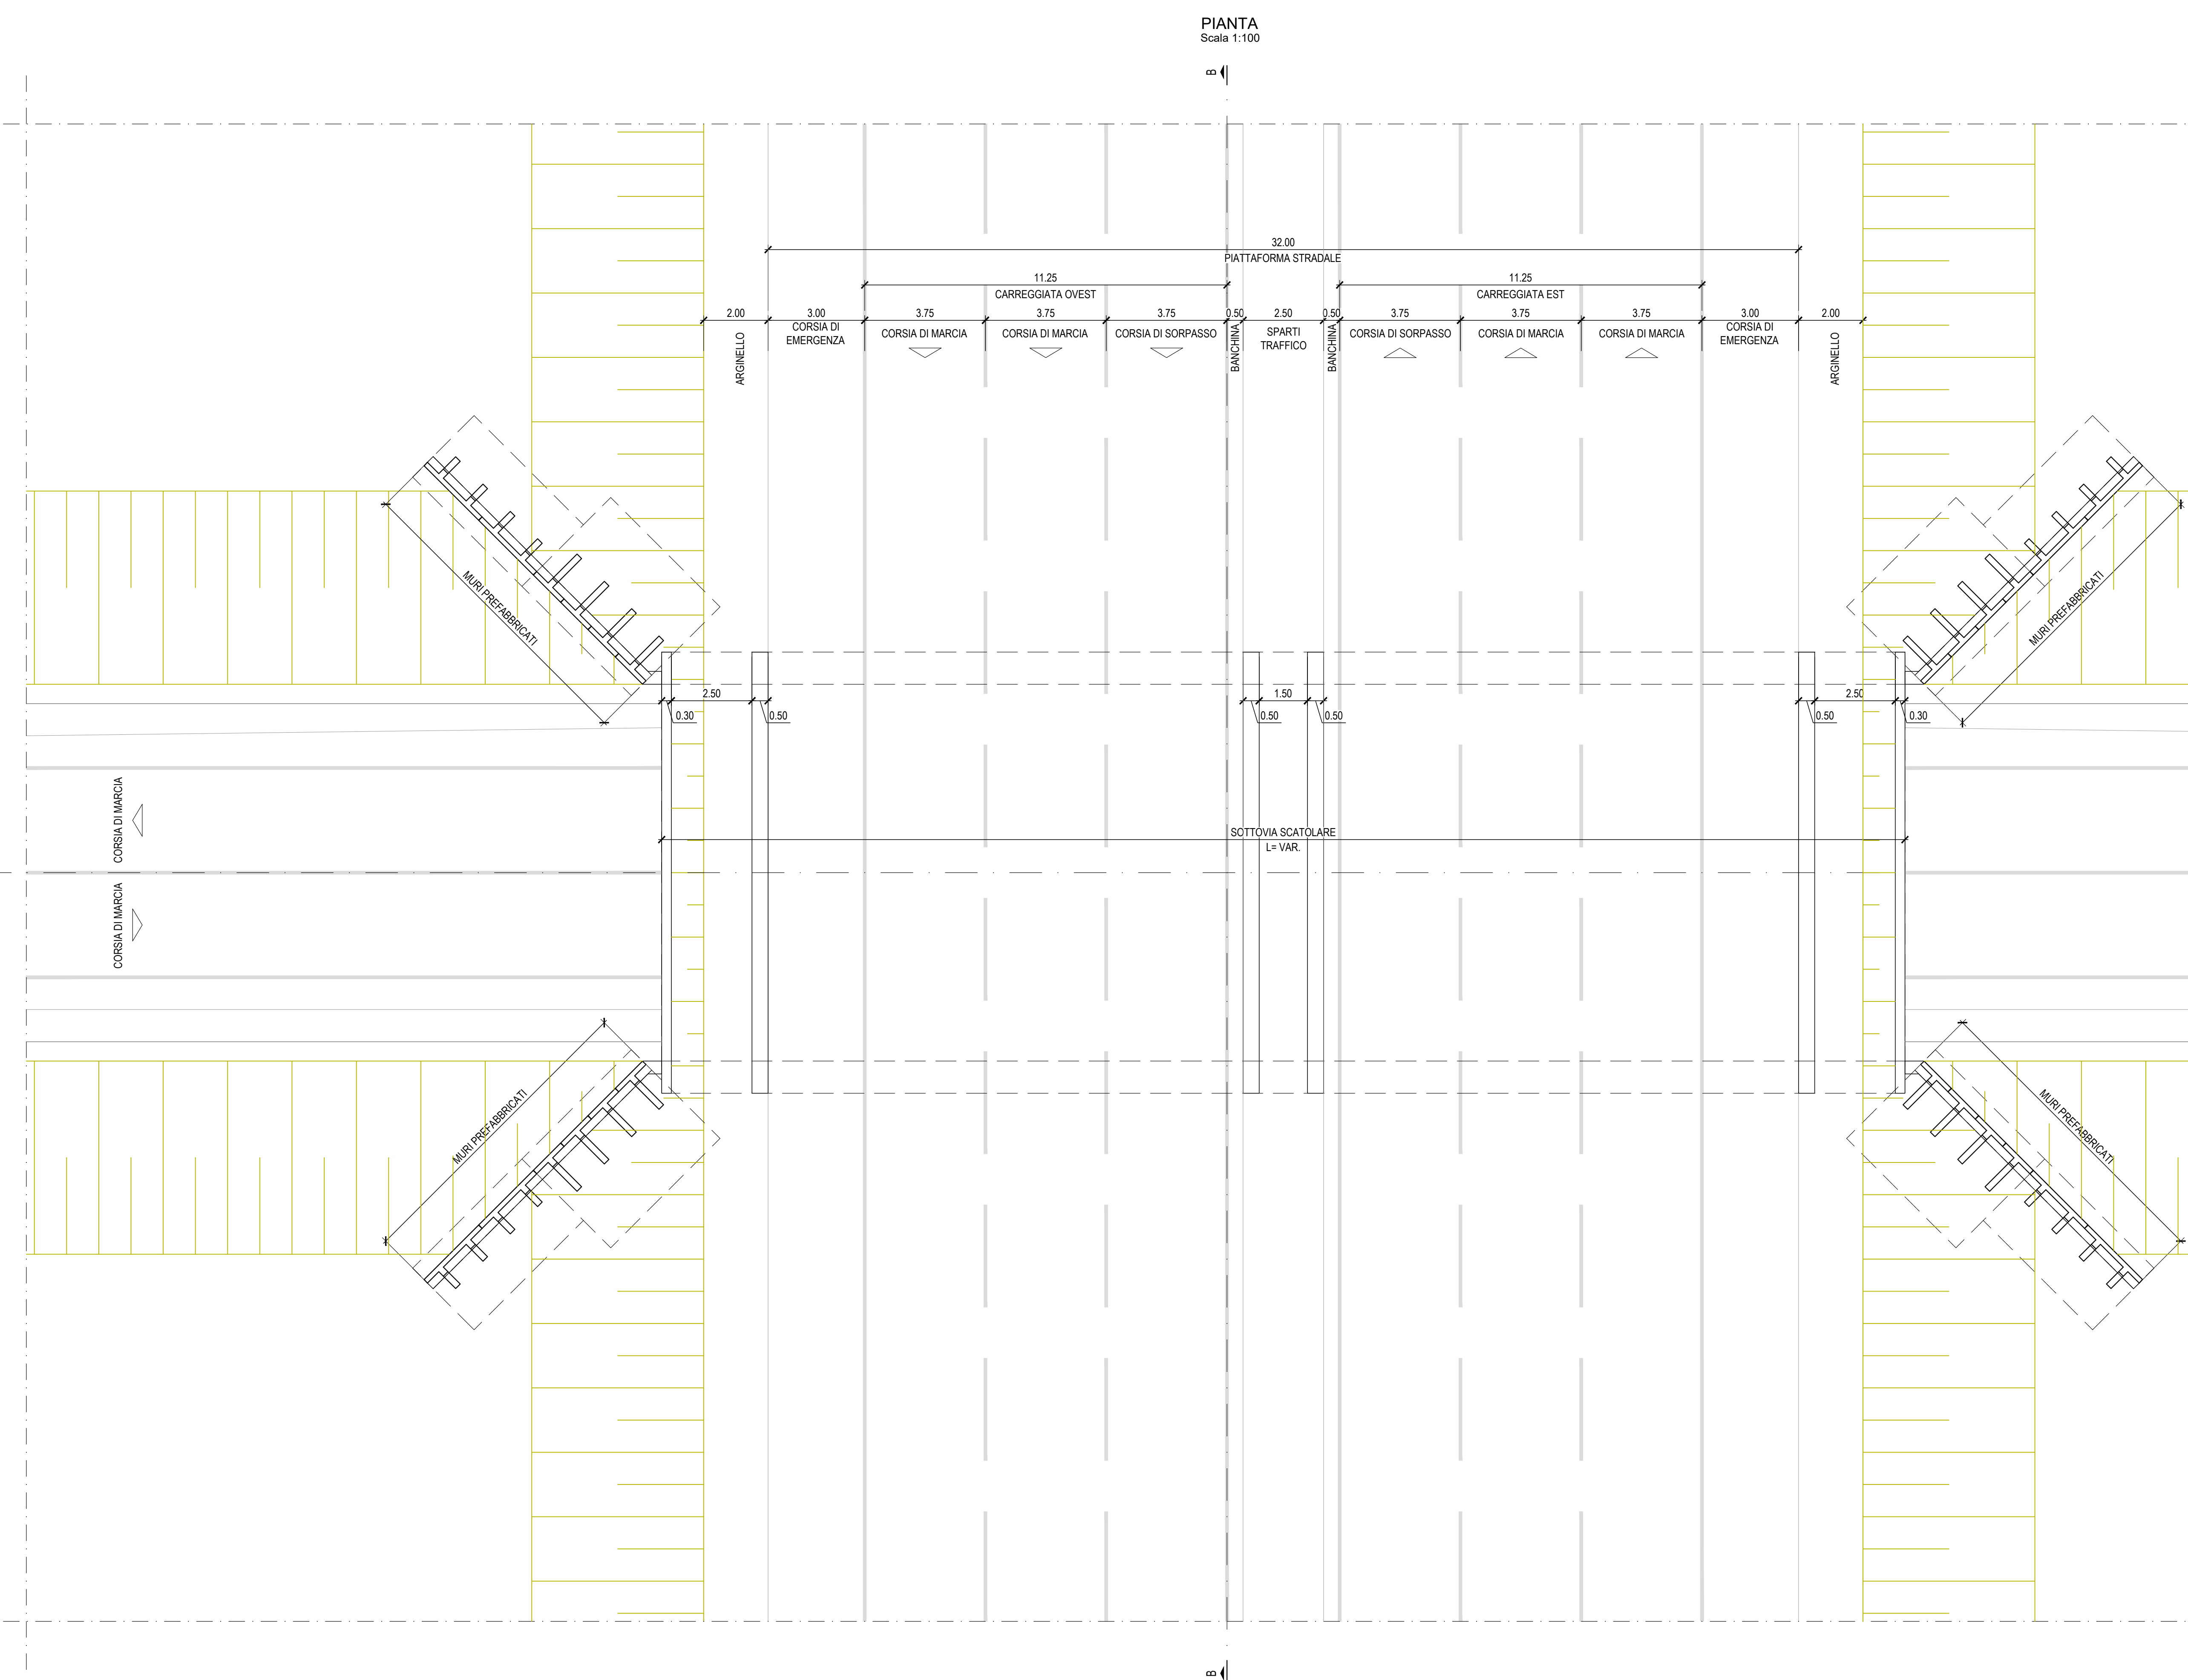 PIANTA
Scala 1:100
B
32.00
PIATTAFORMA STRADALE
11.25
CARREGGIATA OVEST
11.25
CARREGGIATA EST
2.00
ARGINELLO
3.00
CORSIA DI
EMERGENZA
3.75
CORSIA DI MARCIA
3.75
CORSIA DI MARCIA
3.75
CORSIA DI SORPASSO
0.50
BANCHINA
2.50
SPARTI
TRAFFICO
0.50
BANCHINA
3.75
CORSIA DI SORPASSO
3.75
CORSIA DI MARCIA
3.75
CORSIA DI MARCIA
3.00
CORSIA DI
EMERGENZA
2.00
ARGINELLO
MURI PREFABBRICATI
MURI PREFABBRICATI
2.50
0.30
0.50
1.50
0.50
0.50
2.50
0.50
0.30
CORSIA DI MARCIA
SOTTOVIA SCATOLARE
L= VAR.
CORSIA DI MARCIA
MURI PREFABBRICATI
MURI PREFABBRICATI
B